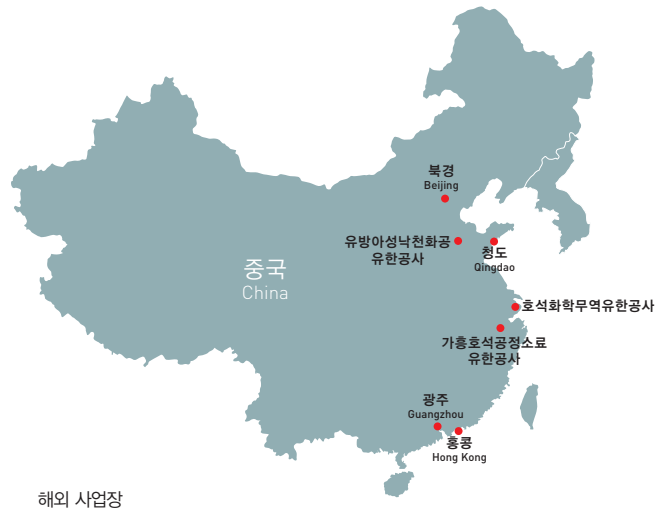 북경
Beijing
유방아성낙천화공
유한공사
청도
Qingdao
중국
China
호석화학무역유한공사
가흥호석공정소료
유한공사
광주
Guangzhou
홍콩
Hong Kong
해외 사업장